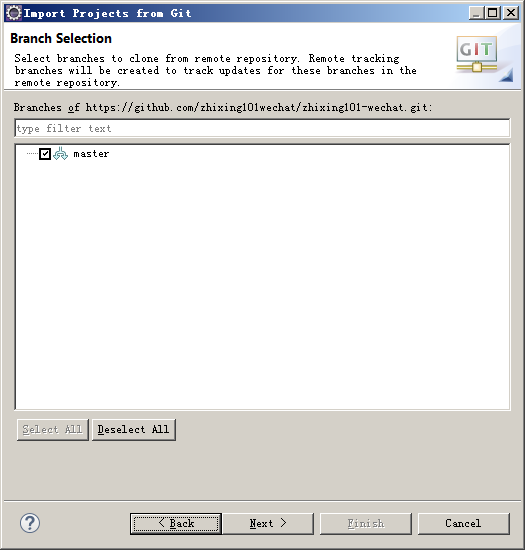 Import Projects from Git
Branch Selection
Select branches to clone from remote repository. Remote tracking
branches will be created to track updates for these branches in the
remote repository.
GIT
Branches of https://github.com/zhixing101wechat/zhixing101-wechat.git:
type filter text
master
Select All
Deselect All
?
< Back
Next >
Finish
Cancel